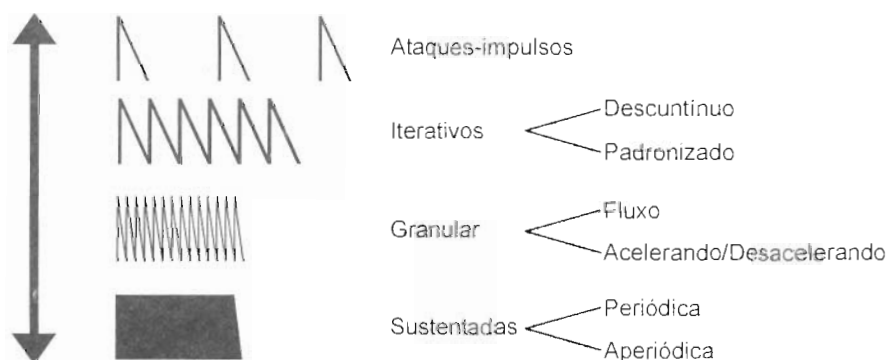 Ataques-impulsos
Descuntínuo
Iterativos
Padronizado
Fluxo
Granular
Acelerando/Desacelerando
Periódica
Sustentadas
Aperiódica